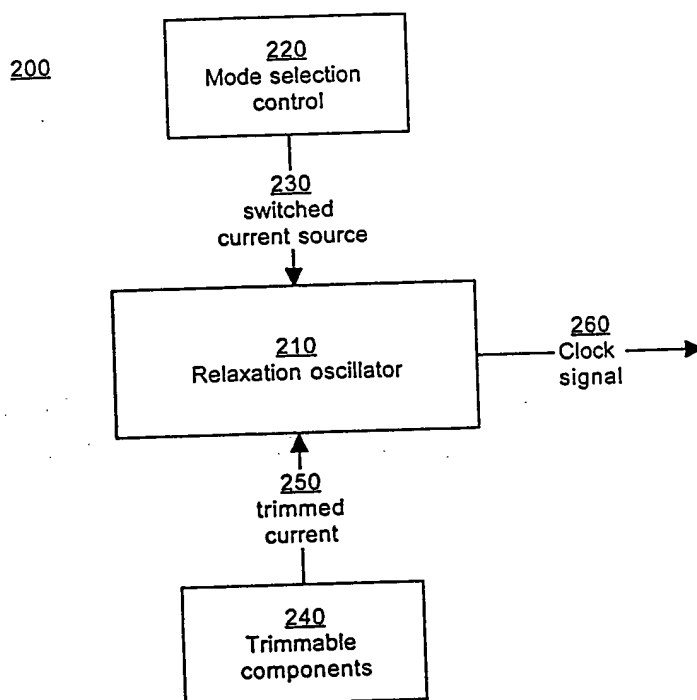 200
220
Mode selection
control
230
switched
current source
210
Relaxation oscillator
260
Clock
signal
250
trimmed
current
240
Trimmable
components